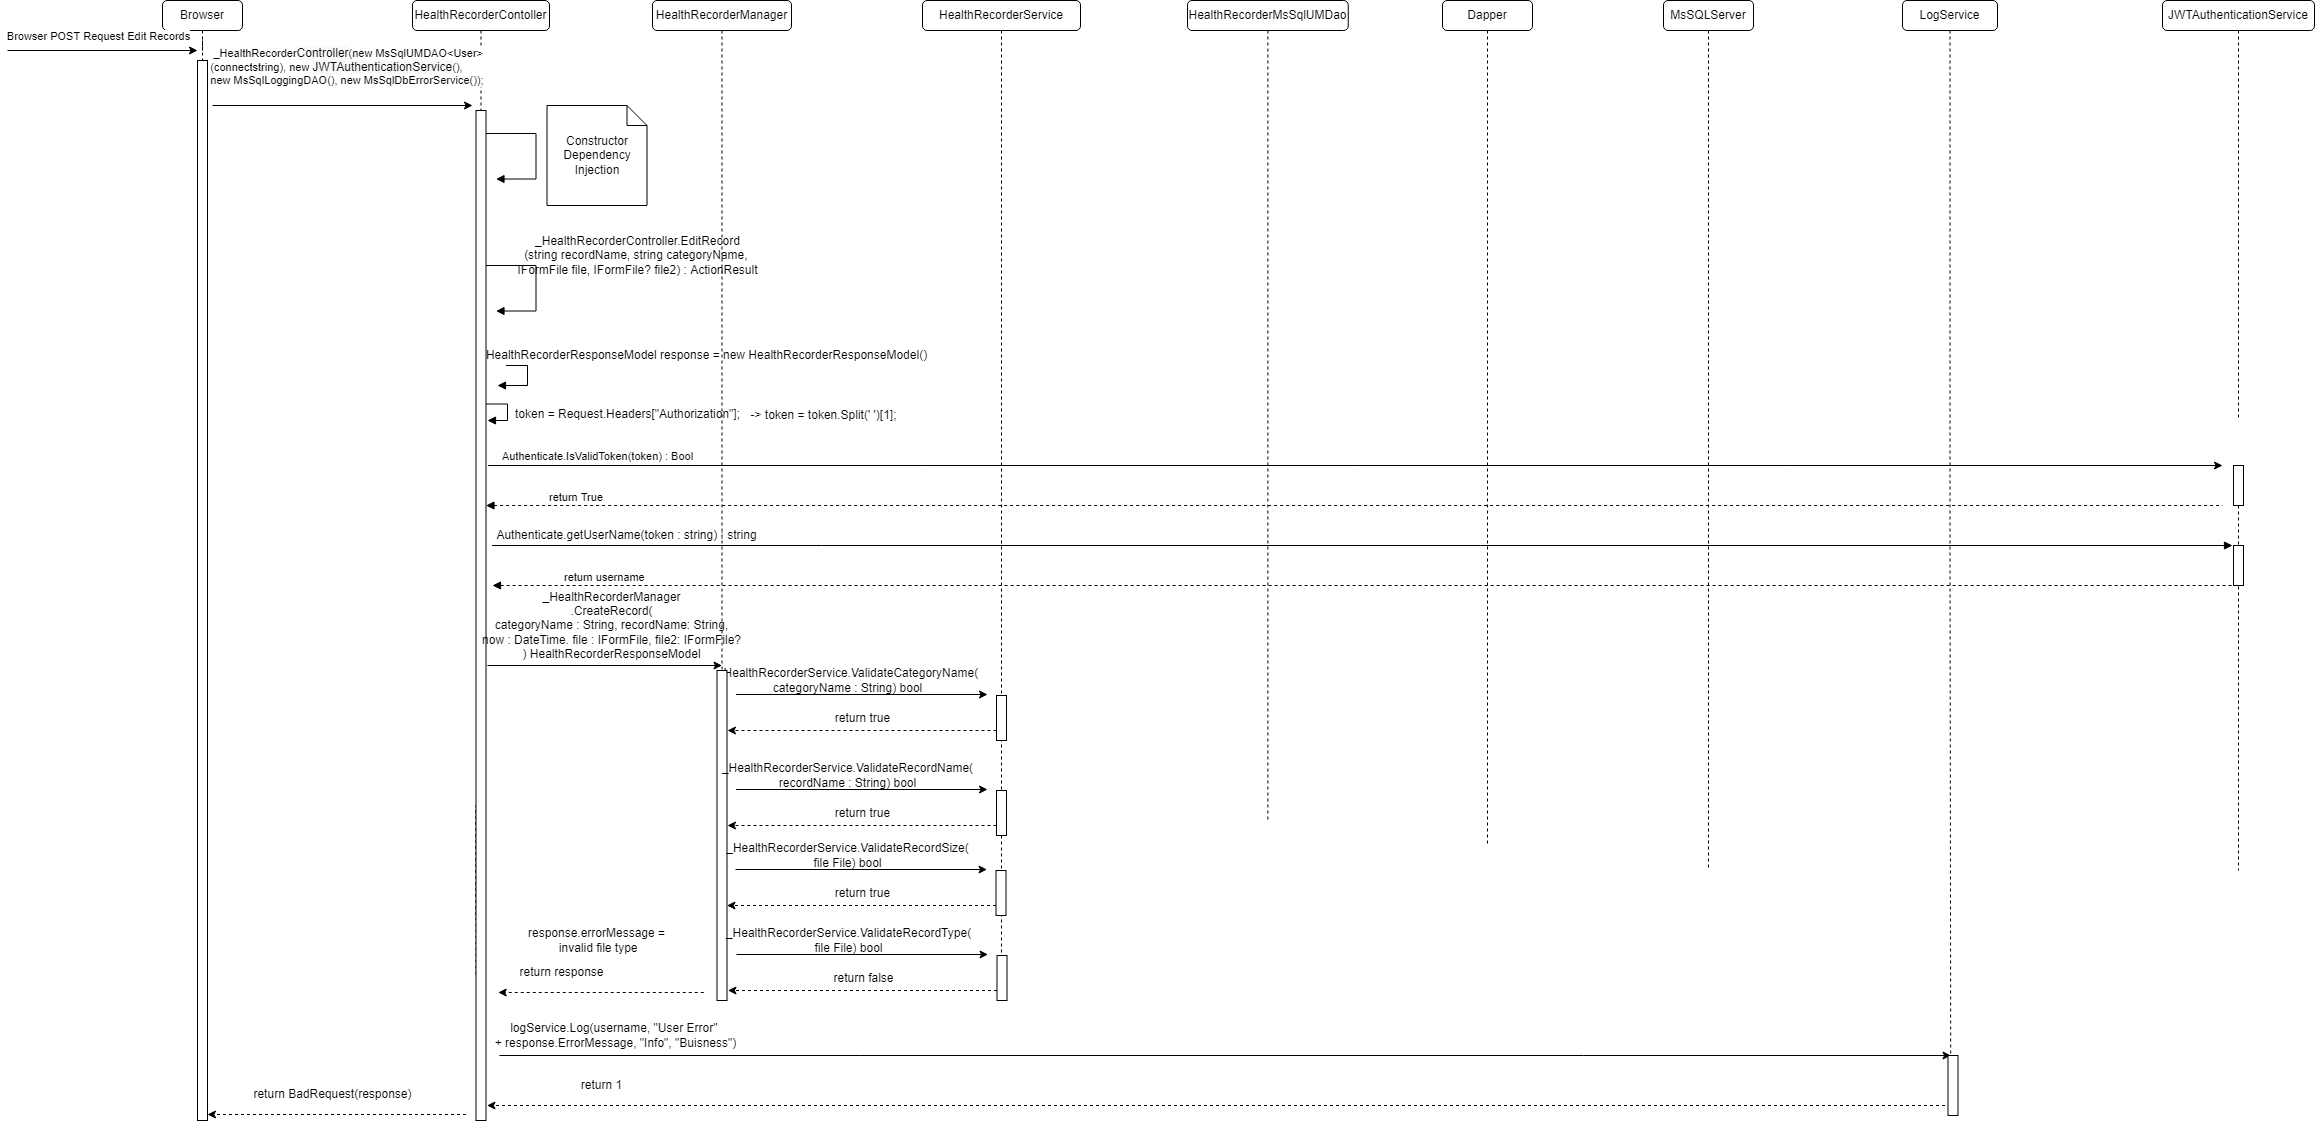 Browser
HealthRecorderContoller
HealthRecorderManager
HealthRecorderService
HealthRecorderMsSqlUMDao
Dapper
MsSQLServer
LogService
JWTAuthenticationService
Browser POST Request Edit Records
_HealthRecorderController(new MsSqlUMDAO<User>
(connectstring), new JWTAuthenticationService(),
new MsSqlLoggingDAO(), new MsSqlDbErrorService());
Constructor
Dependency
Injection
_HealthRecorderController.EditRecord
(string recordName, string categoryName,
IFormFile file, IFormFile? file2) : ActionResult
HealthRecorderResponseModel response = new HealthRecorderResponseModel()
token = Request.Headers["Authorization"]; -> token = token.Split(' ')[1];
Authenticate.IsValidToken(token) : Bool
return True
Authenticate.getUserName(token : string) : string
return username
_HealthRecorderManager
.CreateRecord(
categoryName : String, recordName: String,
now : DateTime. file : IFormFile, file2: IFormFile?
) HealthRecorderResponseModel
_HealthRecorderService.ValidateCategoryName(
categoryName : String) bool
return true
_HealthRecorderService.ValidateRecordName(
recordName : String) bool
return true
_HealthRecorderService.ValidateRecordSize(
file File) bool
return true
response.errorMessage =
invalid file type
_HealthRecorderService.ValidateRecordType(
file File) bool
return response
return false
logService.Log(username, "User Error"
+ response.ErrorMessage, "Info", "Buisness")
return 1
return BadRequest(response)